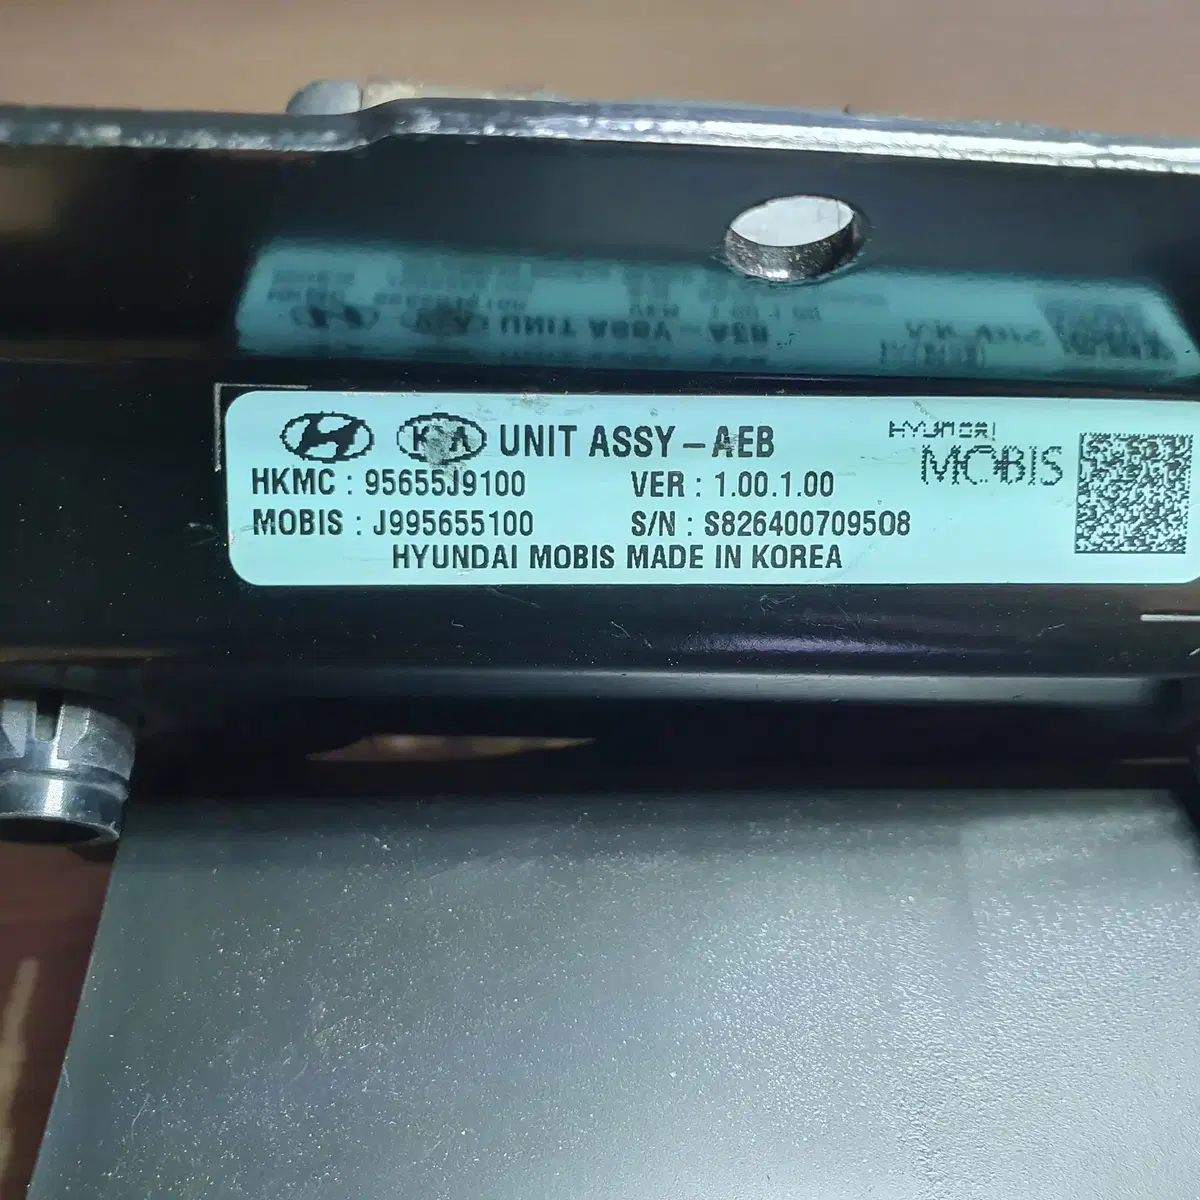 KIA UNIT ASSY-AEB
HYUNDAI
MOBIS
HKMC : 95655J9100 VER : 1.00.1.00
MOBIS : J995655100 S/N : S826400709508
HYUNDAI MOBIS MADE IN KOREA